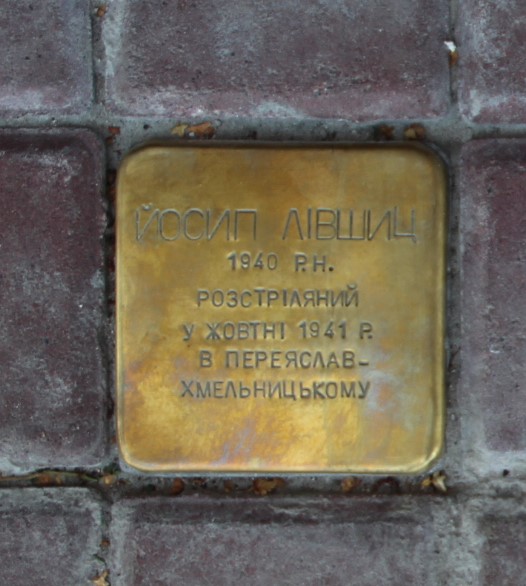 ЙОСИП ЛІВШИЦ
1940 Р.Н.
РОЗСТРІЛЯНИЙ
У ЖОВТНІ 1941 Р.
В ПЕРЕЯСЛАВ-
ХМЕЛЬНИЦЬКОМУ